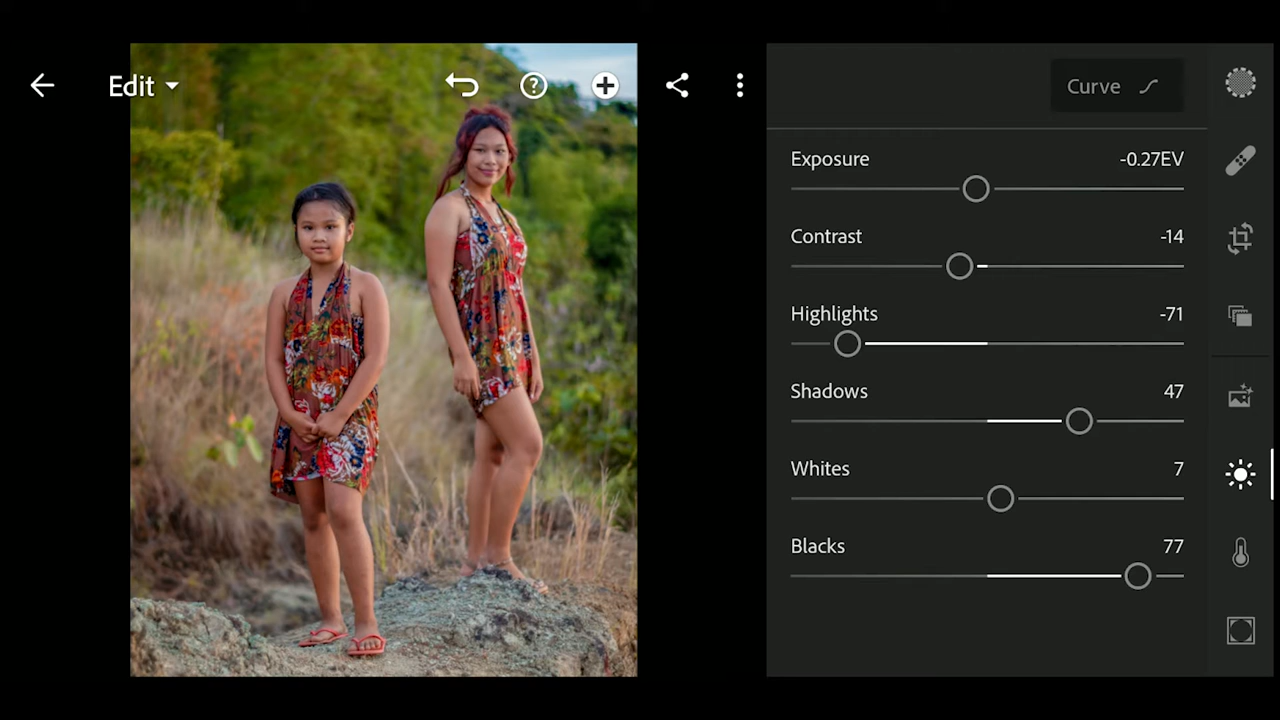 Edit
Curve
Exposure -0.27EV
Contrast -14
Highlights -71
Shadows 47
Whites 7
Blacks 77